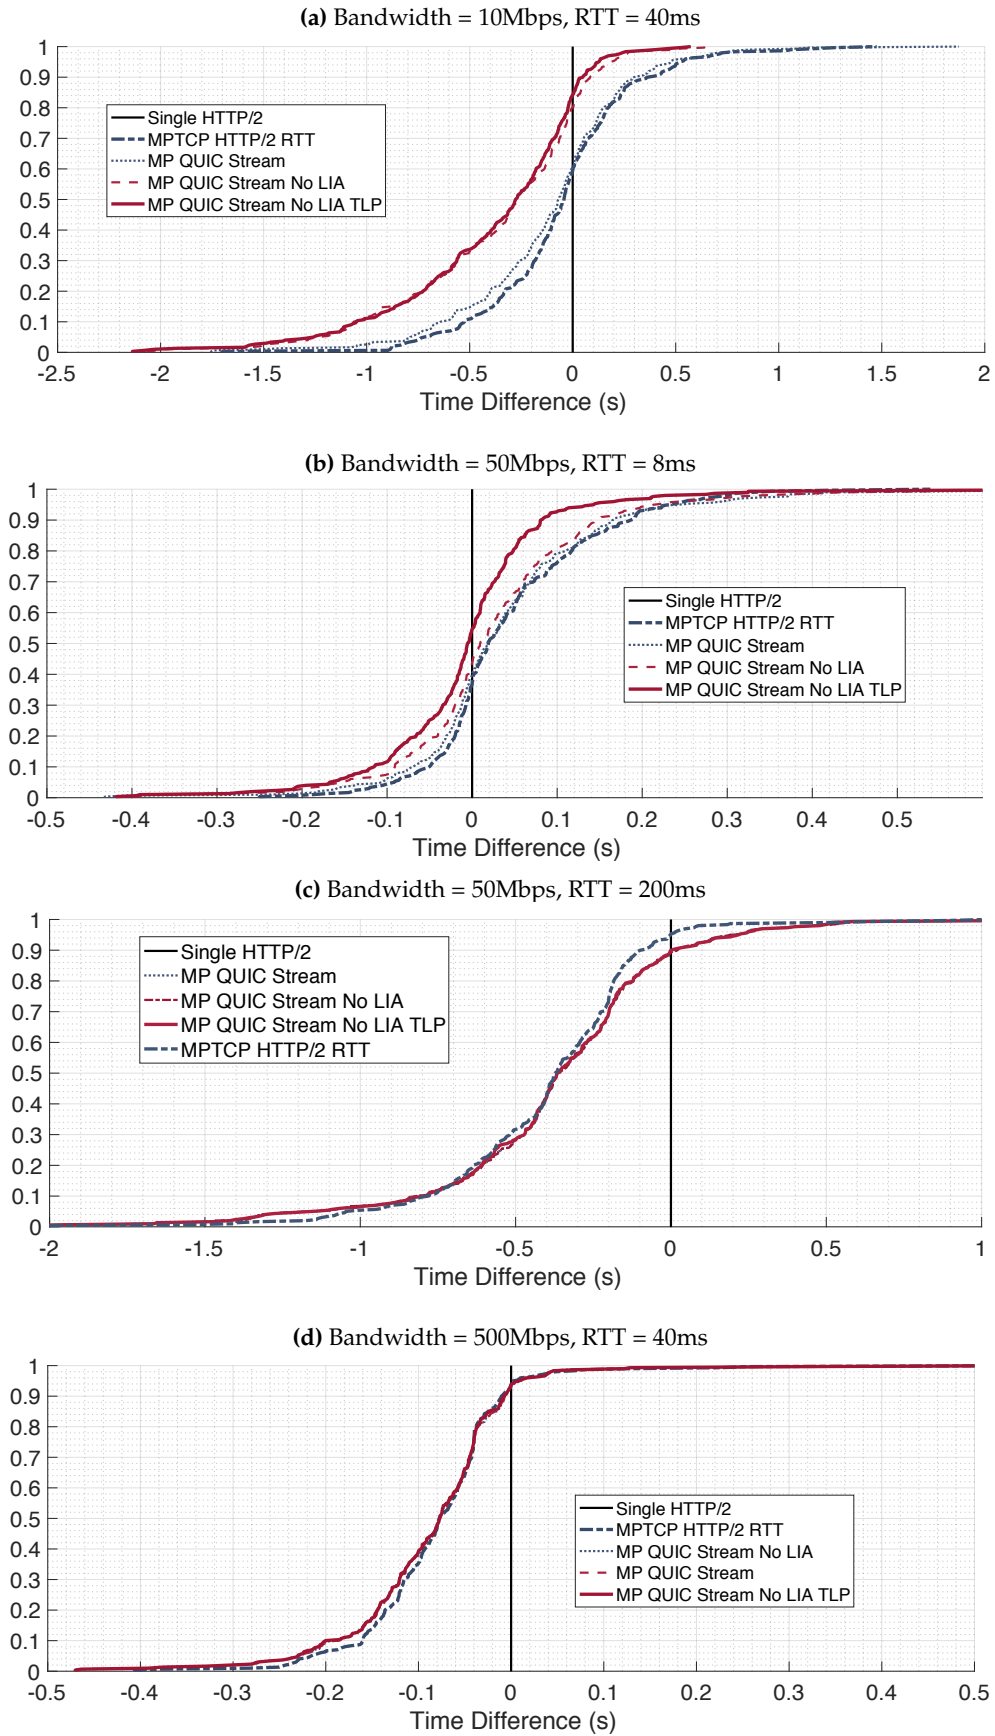 (a) Bandwidth = 10Mbps, RTT = 40ms
1
0.9
0.8
0.7
0.6
0.5
0.4
0.3
0.2
0.1
0
Single HTTP/2
MPTCP HTTP/2 RTT
MP QUIC Stream
MP QUIC Stream No LIA
MP QUIC Stream No LIA TLP
-2.5 -2 -1.5 -1 -0.5 0 0.5 1 1.5 2
Time Difference (s)
(b) Bandwidth = 50Mbps, RTT = 8ms
1
0.9
0.8
0.7
0.6
0.5
0.4
0.3
0.2
0.1
0
Single HTTP/2
MPTCP HTTP/2 RTT
MP QUIC Stream
MP QUIC Stream No LIA
MP QUIC Stream No LIA TLP
-0.5 -0.4 -0.3 -0.2 -0.1 0 0.1 0.2 0.3 0.4 0.5
Time Difference (s)
(c) Bandwidth = 50Mbps, RTT = 200ms
1
0.9
0.8
0.7
0.6
0.5
0.4
0.3
0.2
0.1
0
Single HTTP/2
MP QUIC Stream
MP QUIC Stream No LIA
MP QUIC Stream No LIA TLP
MPTCP HTTP/2 RTT
-2 -1.5 -1 -0.5 0 0.5 1
Time Difference (s)
(d) Bandwidth = 500Mbps, RTT = 40ms
1
0.9
0.8
0.7
0.6
0.5
0.4
0.3
0.2
0.1
0
Single HTTP/2
MPTCP HTTP/2 RTT
MP QUIC Stream No LIA
MP QUIC Stream
MP QUIC Stream No LIA TLP
-0.5 -0.4 -0.3 -0.2 -0.1 0 0.1 0.2 0.3 0.4 0.5
Time Difference (s)